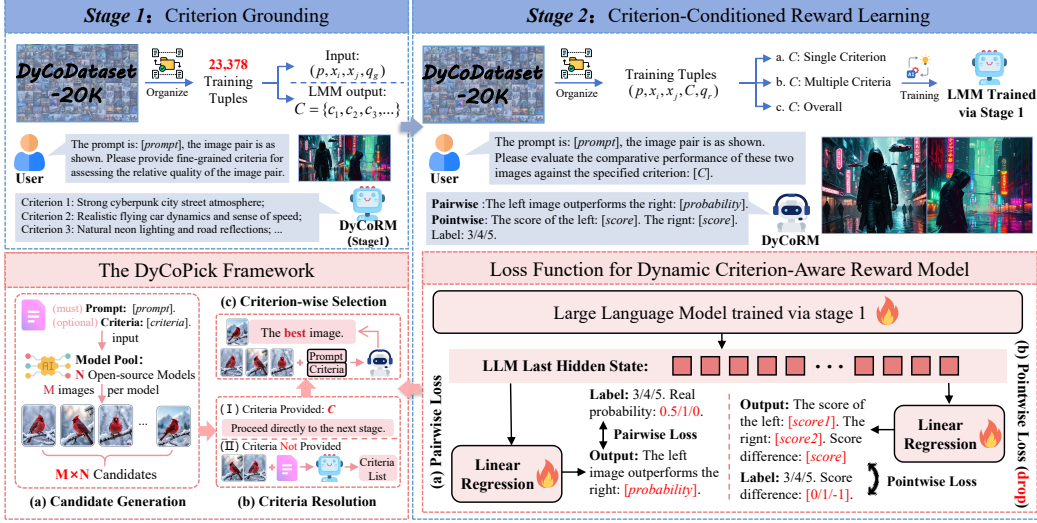 Stage 1: Criterion Grounding
DyCoDataset
-20K
Organize
23,378
Training
Tuples
Input:
(p, x_i, x_j, q_g)
LMM output:
C = {c_1, c_2, c_3, ...}
User
The prompt is: [prompt], the image pair is as
shown. Please provide fine-grained criteria for
assessing the relative quality of the image pair.
Criterion 1: Strong cyberpunk city street atmosphere;
Criterion 2: Realistic flying car dynamics and sense of speed;
Criterion 3: Natural neon lighting and road reflections; ...
DyCoRM
(Stage1)
Stage 2: Criterion-Conditioned Reward Learning
DyCoDataset
-20K
Organize
Training Tuples
(p, x_i, x_j, C, q_r)
a. C: Single Criterion
b. C: Multiple Criteria
c. C: Overall
Training
LMM Trained
via Stage 1
User
The prompt is: [prompt], the image pair is as shown.
Please evaluate the comparative performance of these two
images against the specified criterion: [C].
Pairwise :The left image outperforms the right: [probability].
Pointwise: The score of the left: [score]. The rignt: [score].
Label: 3/4/5.
DyCoRM
The DyCoPick Framework
(must) Prompt: [prompt].
(optional) Criteria: [criteria].
input
AI
Model Pool:
N Open-source Models
M images per model
...
M×N Candidates
(a) Candidate Generation
(c) Criterion-wise Selection
The best image.
+
Prompt
Criteria
(I) Criteria Provided: C
Proceed directly to the next stage.
(II) Criteria Not Provided
+
Criteria
List
(b) Criteria Resolution
Loss Function for Dynamic Criterion-Aware Reward Model
Large Language Model trained via stage 1
LLM Last Hidden State:
...
(a) Pairwise Loss
Linear
Regression
Label: 3/4/5. Real
probability: 0.5/1/0.
Pairwise Loss
Output: The left
image outperforms the
right: [probability].
Output: The score of
the left: [score1]. The
rignt: [score2]. Score
difference: [score]
Label: 3/4/5. Score
difference: [0/1/-1].
Linear
Regression
Pointwise Loss
(b) Pointwise Loss (drop)